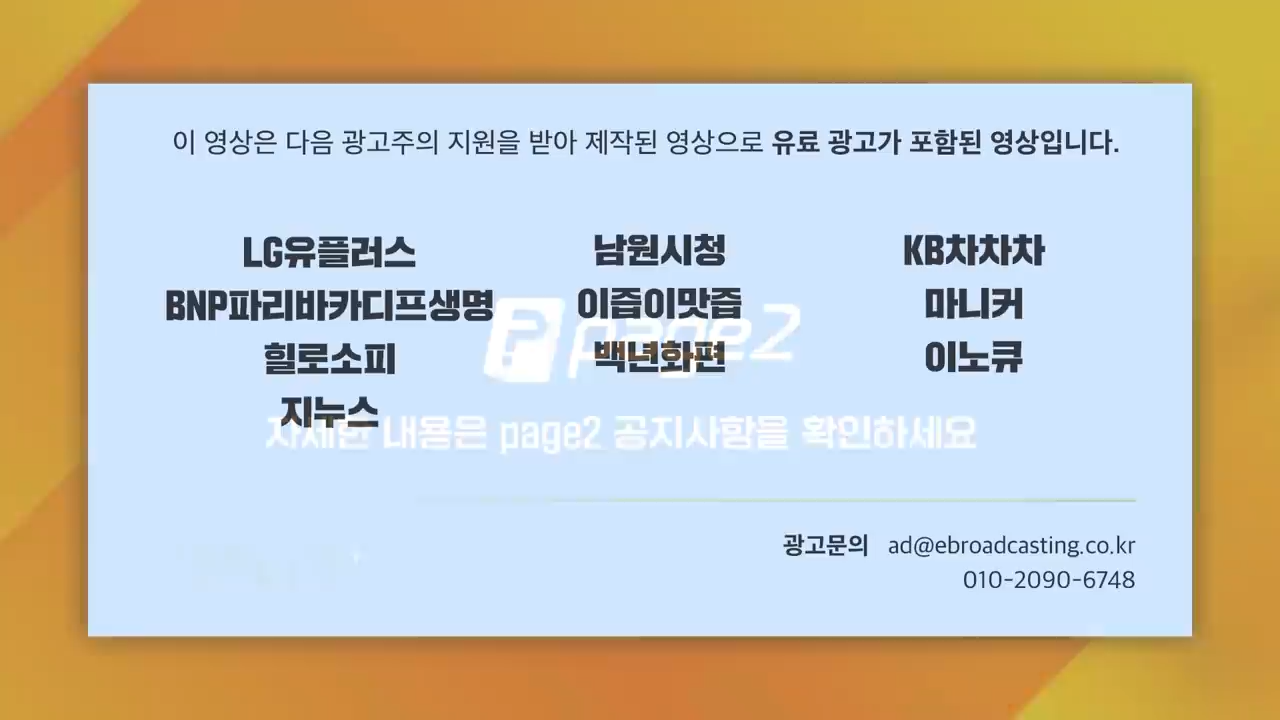 이 영상은 다음 광고주의 지원을 받아 제작된 영상으로 유료 광고가 포함된 영상입니다.
LG유플러스 남원시청 KB차차차
BNP파리바카디프생명 이즙이맛즙 마니커
힐로소피 백년화편 이노큐
지누스
page2
자세한 내용은 page2 공지사항을 확인하세요
광고문의 ad@ebroadcasting.co.kr
010-2090-6748